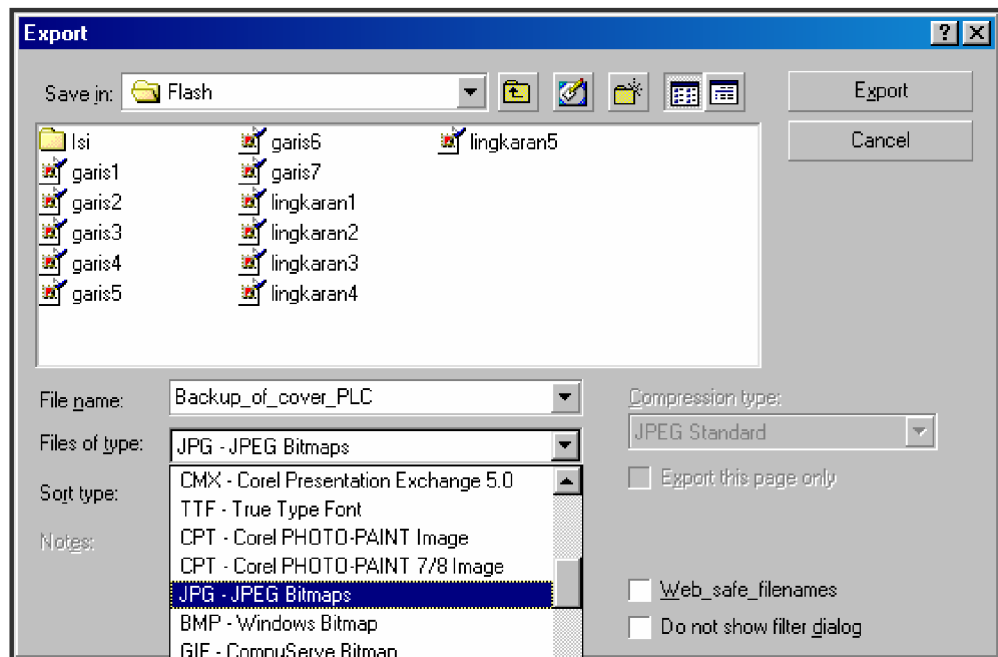 Export
Save in: Flash
Export
Cancel
Isi
garis1
garis2
garis3
garis4
garis5
garis6
garis7
lingkaran1
lingkaran2
lingkaran3
lingkaran4
lingkaran5
File name: Backup_of_cover_PLC
Files of type: JPG - JPEG Bitmaps
Sort type:
Notes:
CMX - Corel Presentation Exchange 5.0
TTF - True Type Font
CPT - Corel PHOTO-PAINT Image
CPT - Corel PHOTO-PAINT 7/8 Image
JPG - JPEG Bitmaps
BMP - Windows Bitmap
GIF - CompuServe Bitmap
Compression type:
JPEG Standard
Export this page only
Web_safe_filenames
Do not show filter dialog